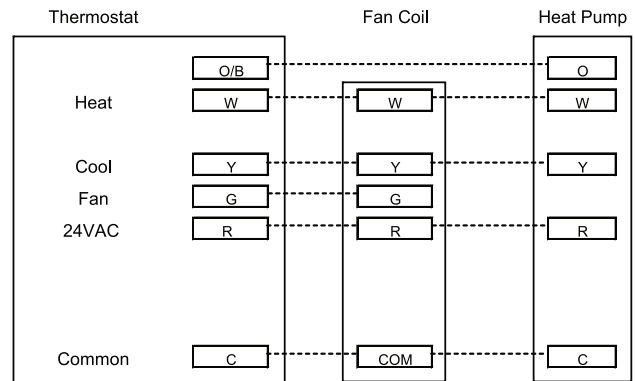 Thermostat Fan Coil Heat Pump
O/B O
Heat W W W
Cool Y Y Y
Fan G G
24VAC R R R
Common C COM C